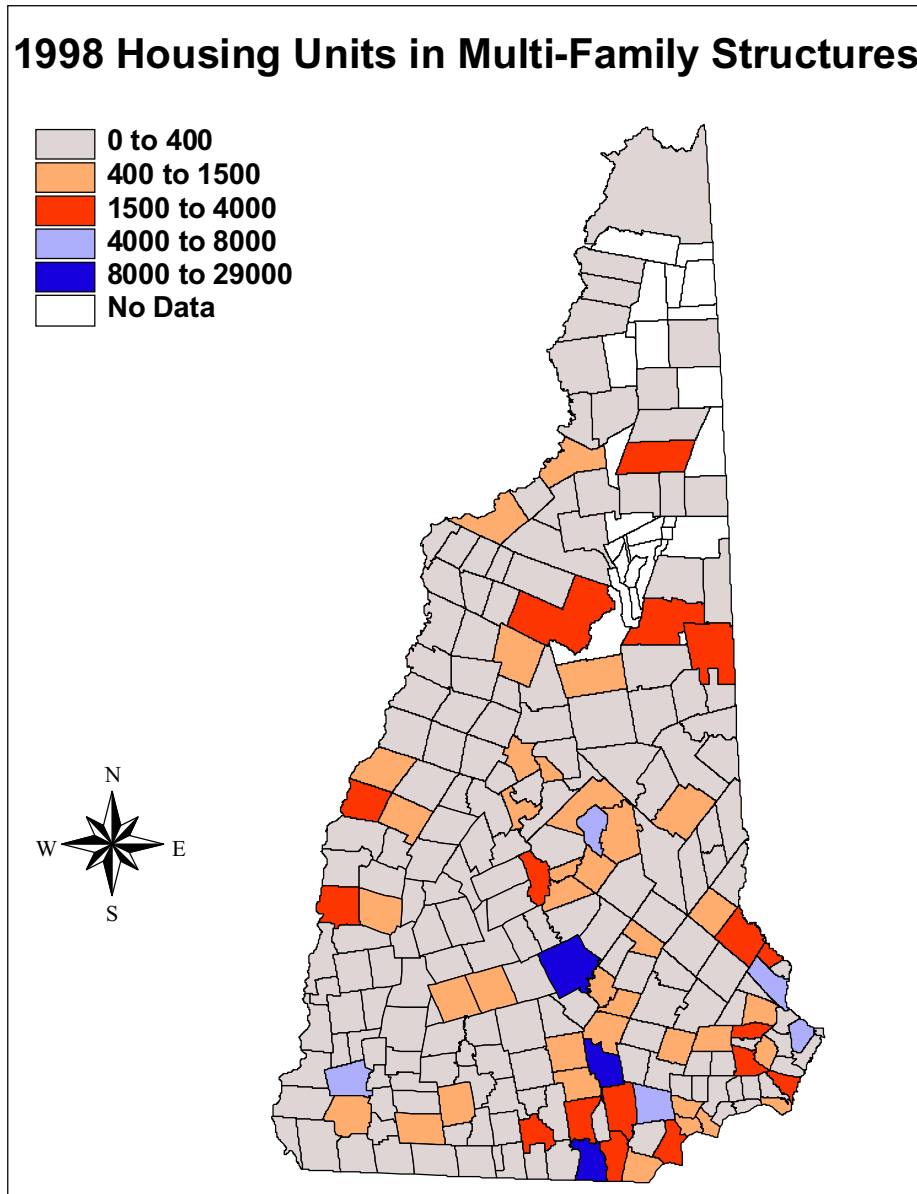 1998 Housing Units in Multi-Family Structures
0 to 400
400 to 1500
1500 to 4000
4000 to 8000
8000 to 29000
No Data
N
W E
S